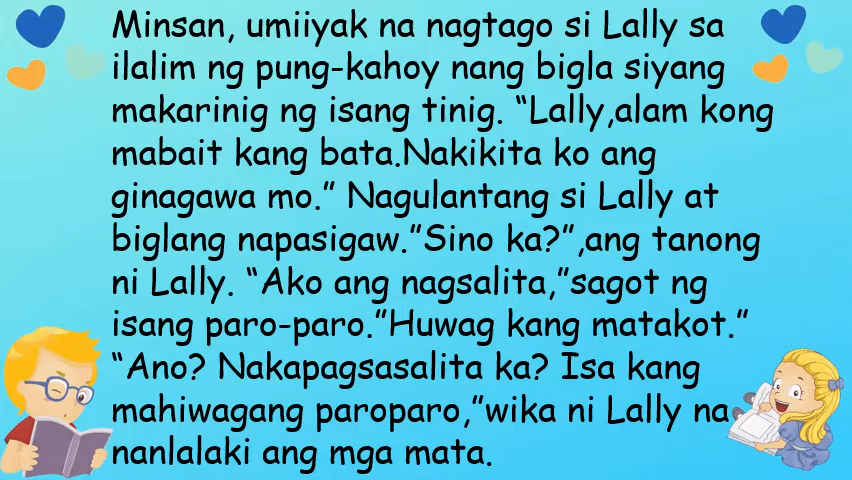 Minsan, umiiyak na nagtago si Lally sa
ilalim ng pung-kahoy nang bigla siyang
makarinig ng isang tinig. “Lally,alam kong
mabait kang bata.Nakikita ko ang
ginagawa mo.” Nagulantang si Lally at
biglang napasigaw.”Sino ka?”,ang tanong
ni Lally. “Ako ang nagsalita,”sagot ng
isang paro-paro.”Huwag kang matakot.”
“Ano? Nakapagsasalita ka? Isa kang
mahiwagang paroparo,”wika ni Lally na
nanlalaki ang mga mata.